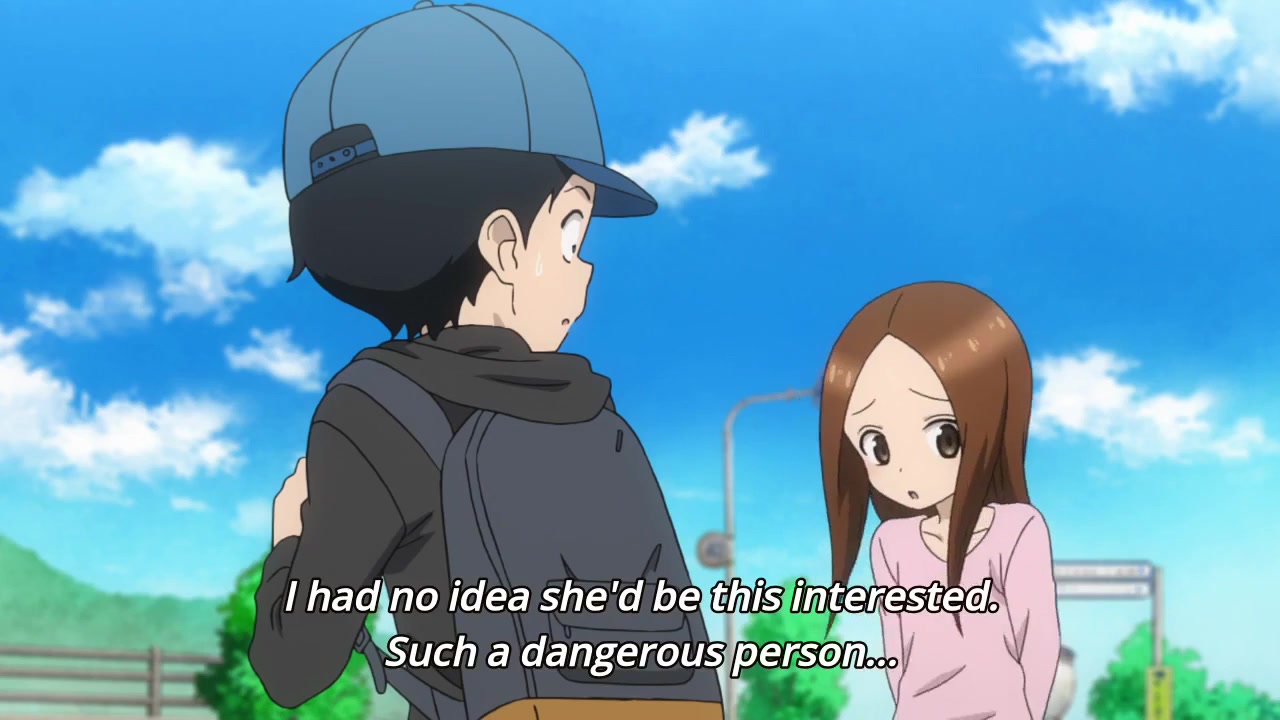 I had no idea she'd be this interested.
Such a dangerous person...